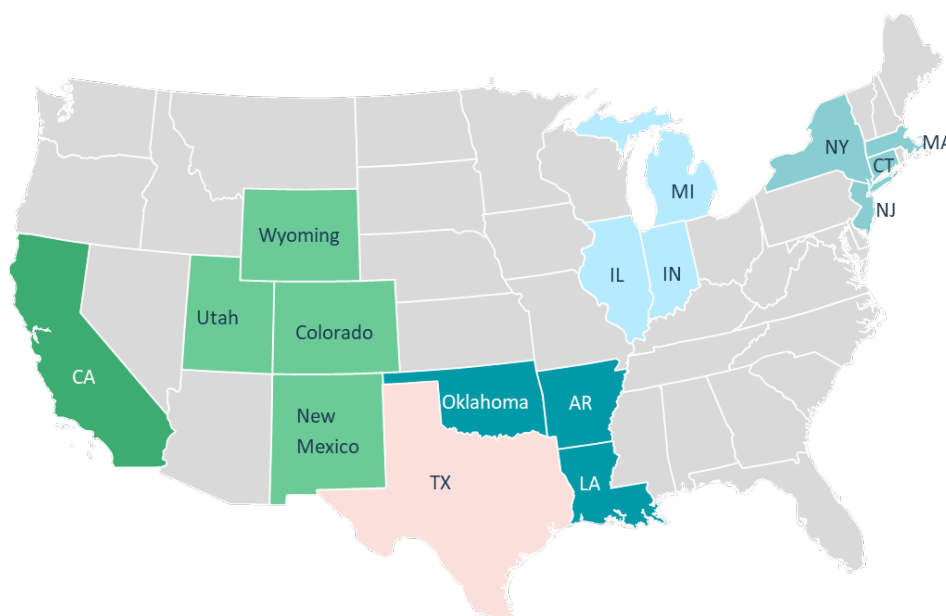 NY
MA
CT
MI
NJ
Wyoming
IL
IN
Utah
Colorado
CA
Oklahoma
AR
New
Mexico
TX
LA